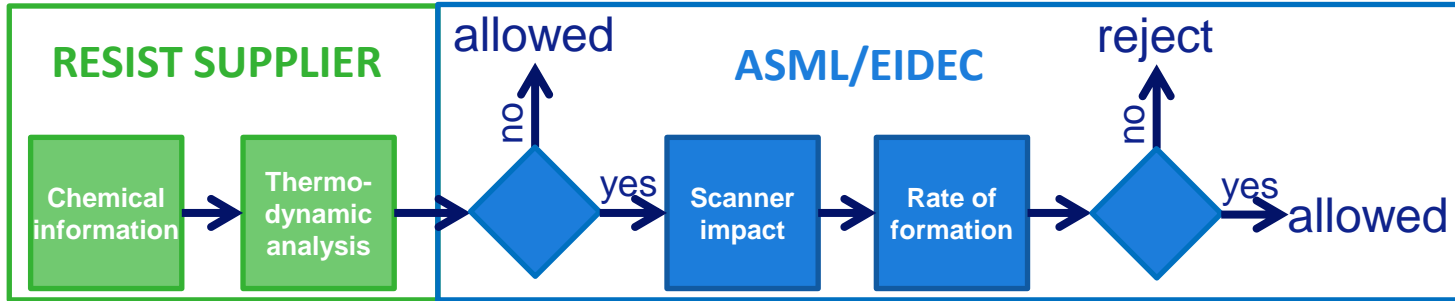 RESIST SUPPLIER
Chemical
information
Thermo-
dynamic
analysis
ASML/EIDEC
allowed
no
yes
Scanner
impact
Rate of
formation
reject
no
yes
allowed